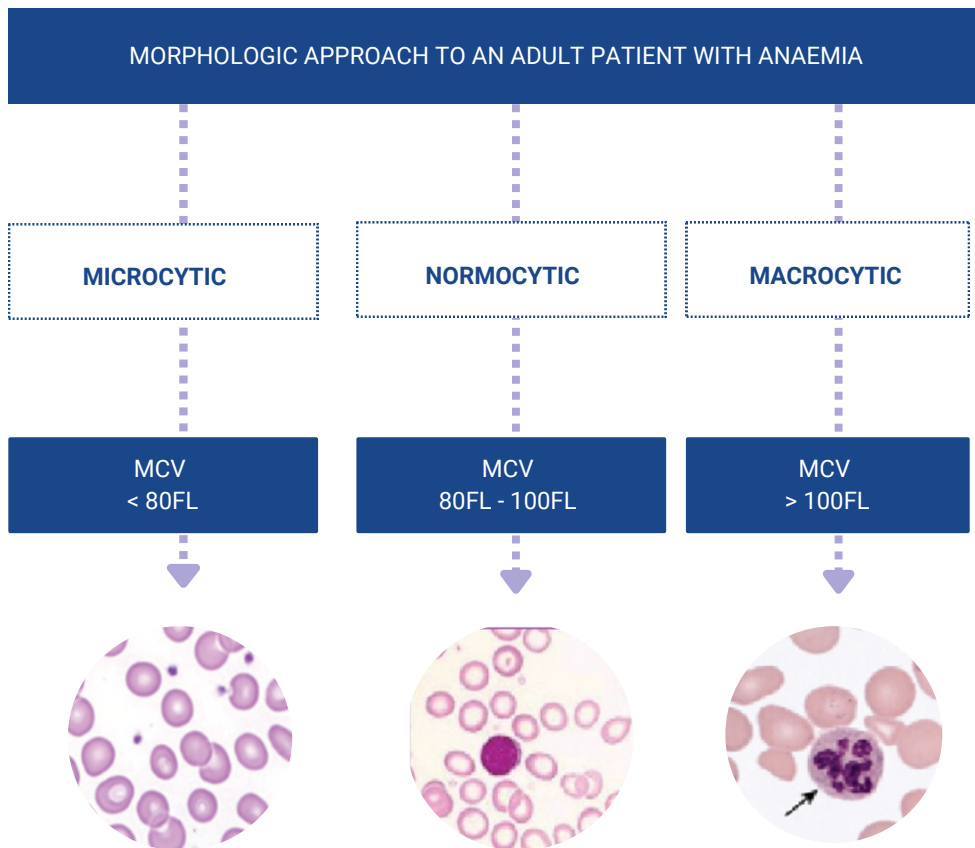 MORPHOLOGIC APPROACH TO AN ADULT PATIENT WITH ANAEMIA
MICROCYTIC
NORMOCYTIC
MACROCYTIC
MCV
< 80FL
MCV
80FL - 100FL
MCV
> 100FL